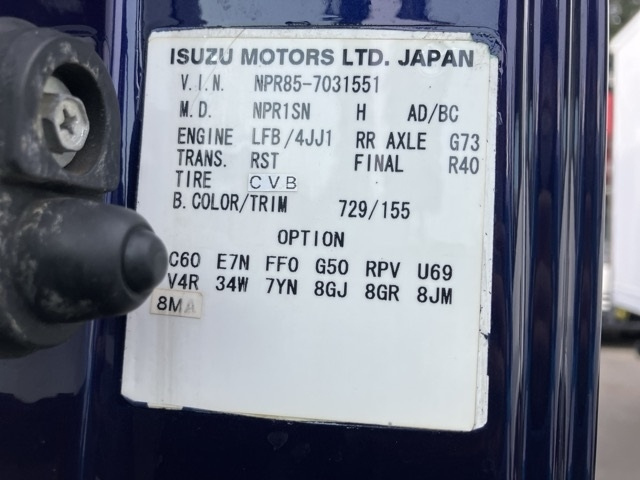 ISUZU MOTORS LTD. JAPAN
V.I.N. NPR85-7031551
M.D. NPR1SN H AD/BC
ENGINE LFB/4JJ1 RR AXLE G73
TRANS. RST FINAL R40
TIRE CVB
B.COLOR/TRIM 729/155
OPTION
C60 E7N FF0 G50 RPV U69
V4R 34W 7YN 8GJ 8GR 8JM
8MA